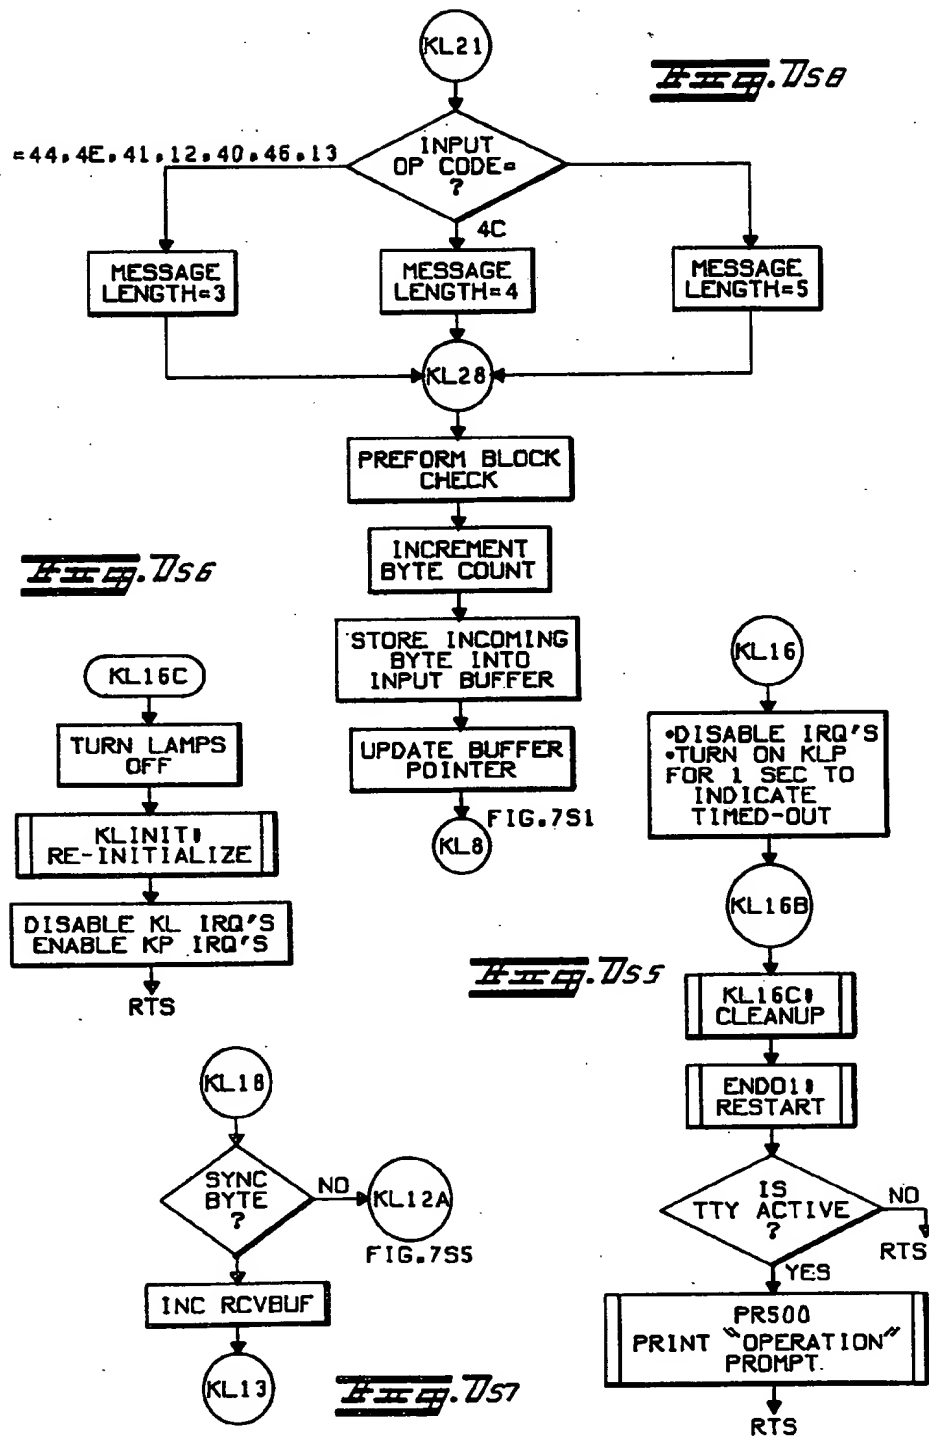 KL21
Fig. 7S8
=44,4E,41,12,40,46,13
INPUT
OP CODE=
?
4C
MESSAGE
LENGTH=3
MESSAGE
LENGTH=4
MESSAGE
LENGTH=5
KL28
PREFORM BLOCK
CHECK
INCREMENT
BYTE COUNT
STORE INCOMING
BYTE INTO
INPUT BUFFER
UPDATE BUFFER
POINTER
FIG.7S1
KL8
Fig. 7S6
KL16C
TURN LAMPS
OFF
KLINIT:
RE-INITIALIZE
DISABLE KL IRQ'S
ENABLE KP IRQ'S
RTS
KL16
•DISABLE IRQ'S
•TURN ON KLP
FOR 1 SEC TO
INDICATE
TIMED-OUT
KL16B
Fig. 7S5
KL16C:
CLEANUP
END01:
RESTART
IS
TTY ACTIVE
?
NO
RTS
YES
PR500
PRINT "OPERATION"
PROMPT.
RTS
KL18
SYNC
BYTE
?
NO
KL12A
FIG.7S5
INC RCVBUF
KL13
Fig. 7S7